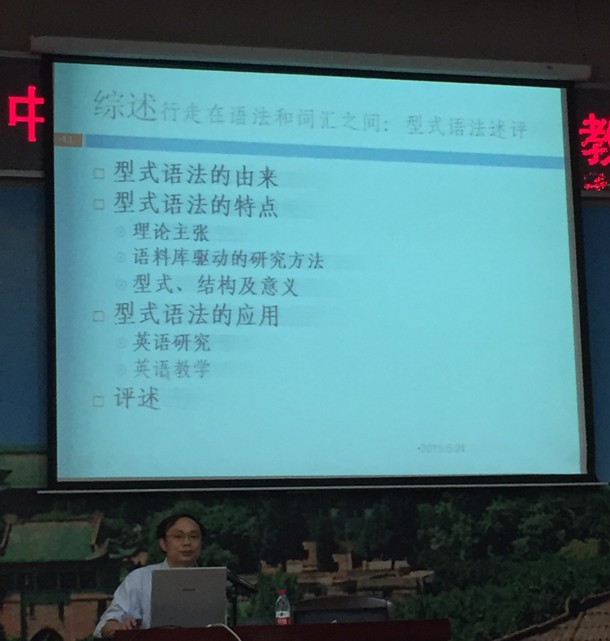 中
教
综述行走在语法和词汇之间：型式语法述评
型式语法的由来
型式语法的特点
理论主张
语料库驱动的研究方法
型式、结构及意义
型式语法的应用
英语研究
英语教学
评述